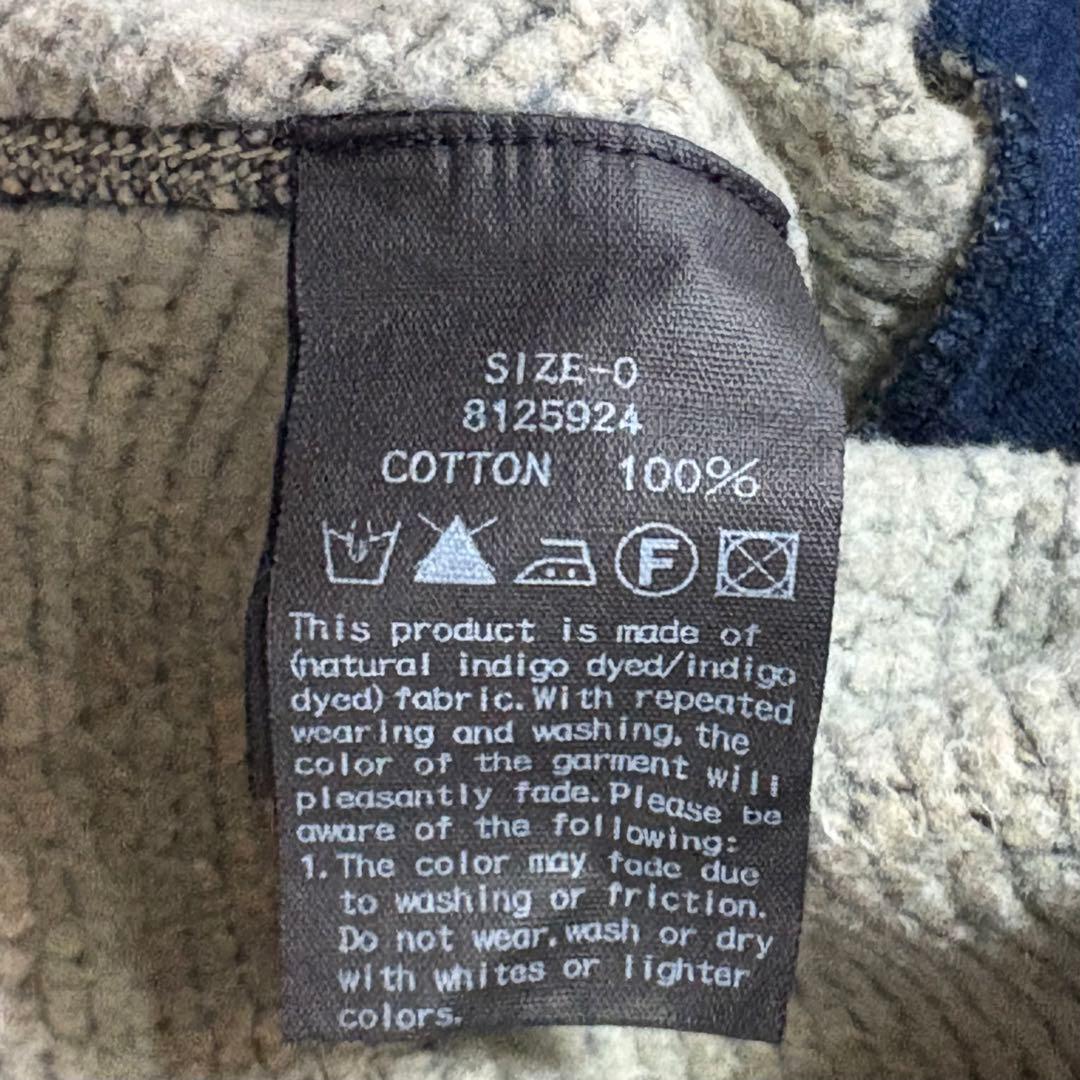 SIZE-0
8125924
COTTON 100%
F
This product is made of
(natural indigo dyed/indigo
dyed) fabric. With repeated
wearing and washing, the
color of the garment will
pleasantly fade. Please be
aware of the following:
1. The color may fade due
to washing or friction.
Do not wear, wash or dry
with whites or lighter
colors.